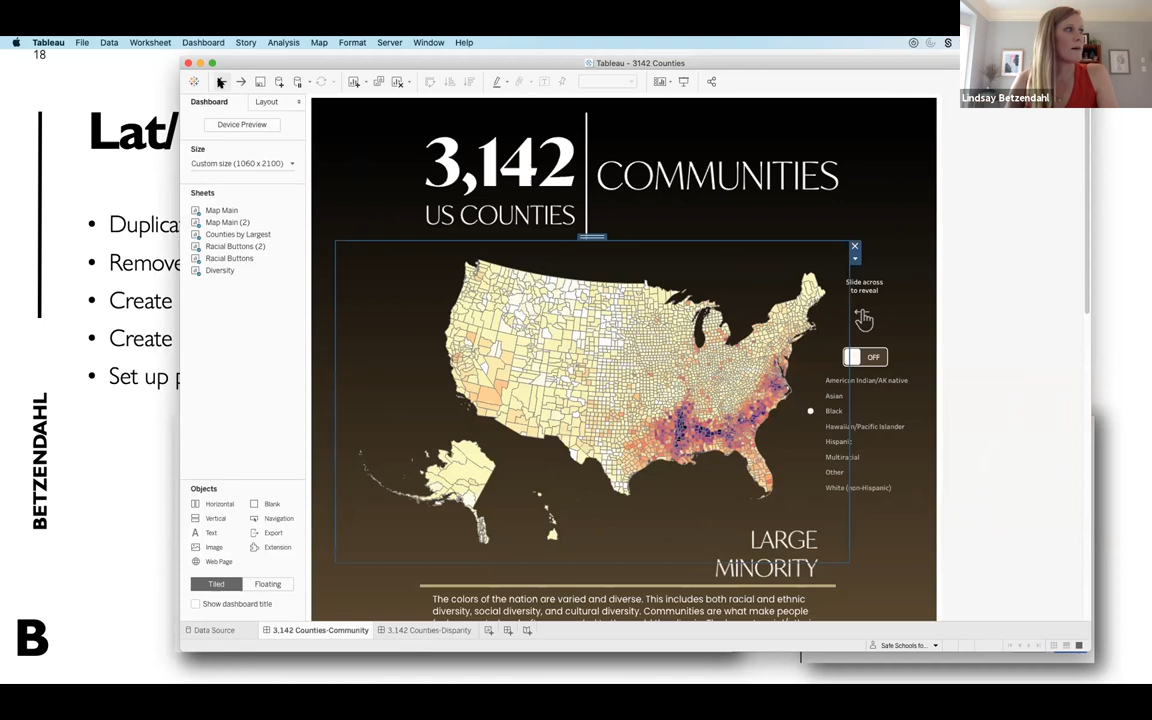 Tableau File Data Worksheet Dashboard Story Analysis Map Format Server Window Help
18
Tableau - 3142 Counties
Lindsay Betzendahl
Dashboard Layout
Device Preview
Size
Custom size (1060 x 2100)
Sheets
Map Main
Map Main (2)
Counties by Largest
Racial Buttons (2)
Racial Buttons
Diversity
Objects
Horizontal Blank
Vertical Navigation
Text Export
Image Extension
Web Page
Tiled Floating
Show dashboard title
Data Source 3,142 Counties-Community 3,142 Counties-Disparity
Safe Schools fo...
Lat/
• Duplica
• Remove
• Create
• Create
• Set up p
BETZENDAHL
B
3,142
US COUNTIES
COMMUNITIES
Slide across
to reveal
OFF
American Indian/AK native
Asian
Black
Hawaiian/Pacific Islander
Hispanic
Multiracial
Other
White (non-Hispanic)
LARGE
MINORITY
The colors of the nation are varied and diverse. This includes both racial and ethnic
diversity, social diversity, and cultural diversity. Communities are what make people